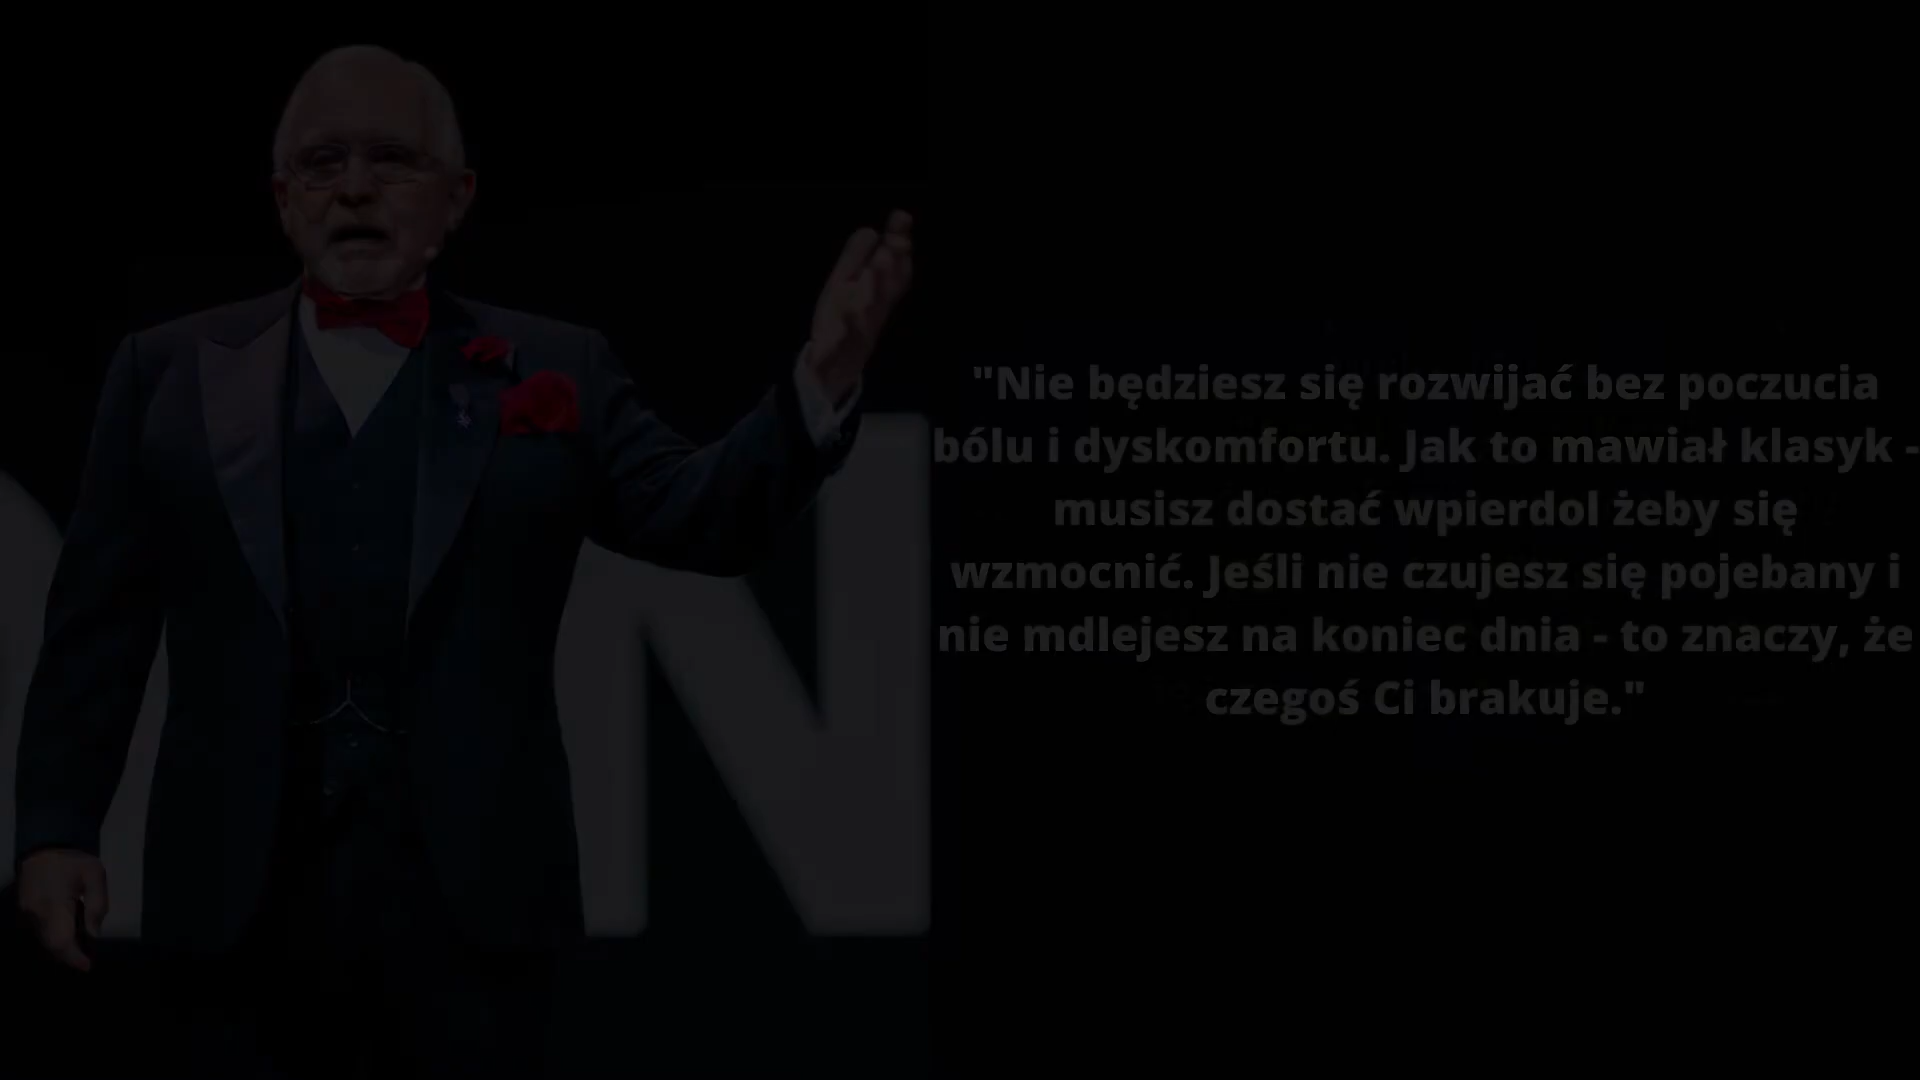 "Nie będziesz się rozwijać bez poczucia
bólu i dyskomfortu. Jak to mawiał klasyk -
musisz dostać wpierdol żeby się
wzmocnić. Jeśli nie czujesz się pojebany i
nie mdlejesz na koniec dnia - to znaczy, że
czegoś Ci brakuje."
N